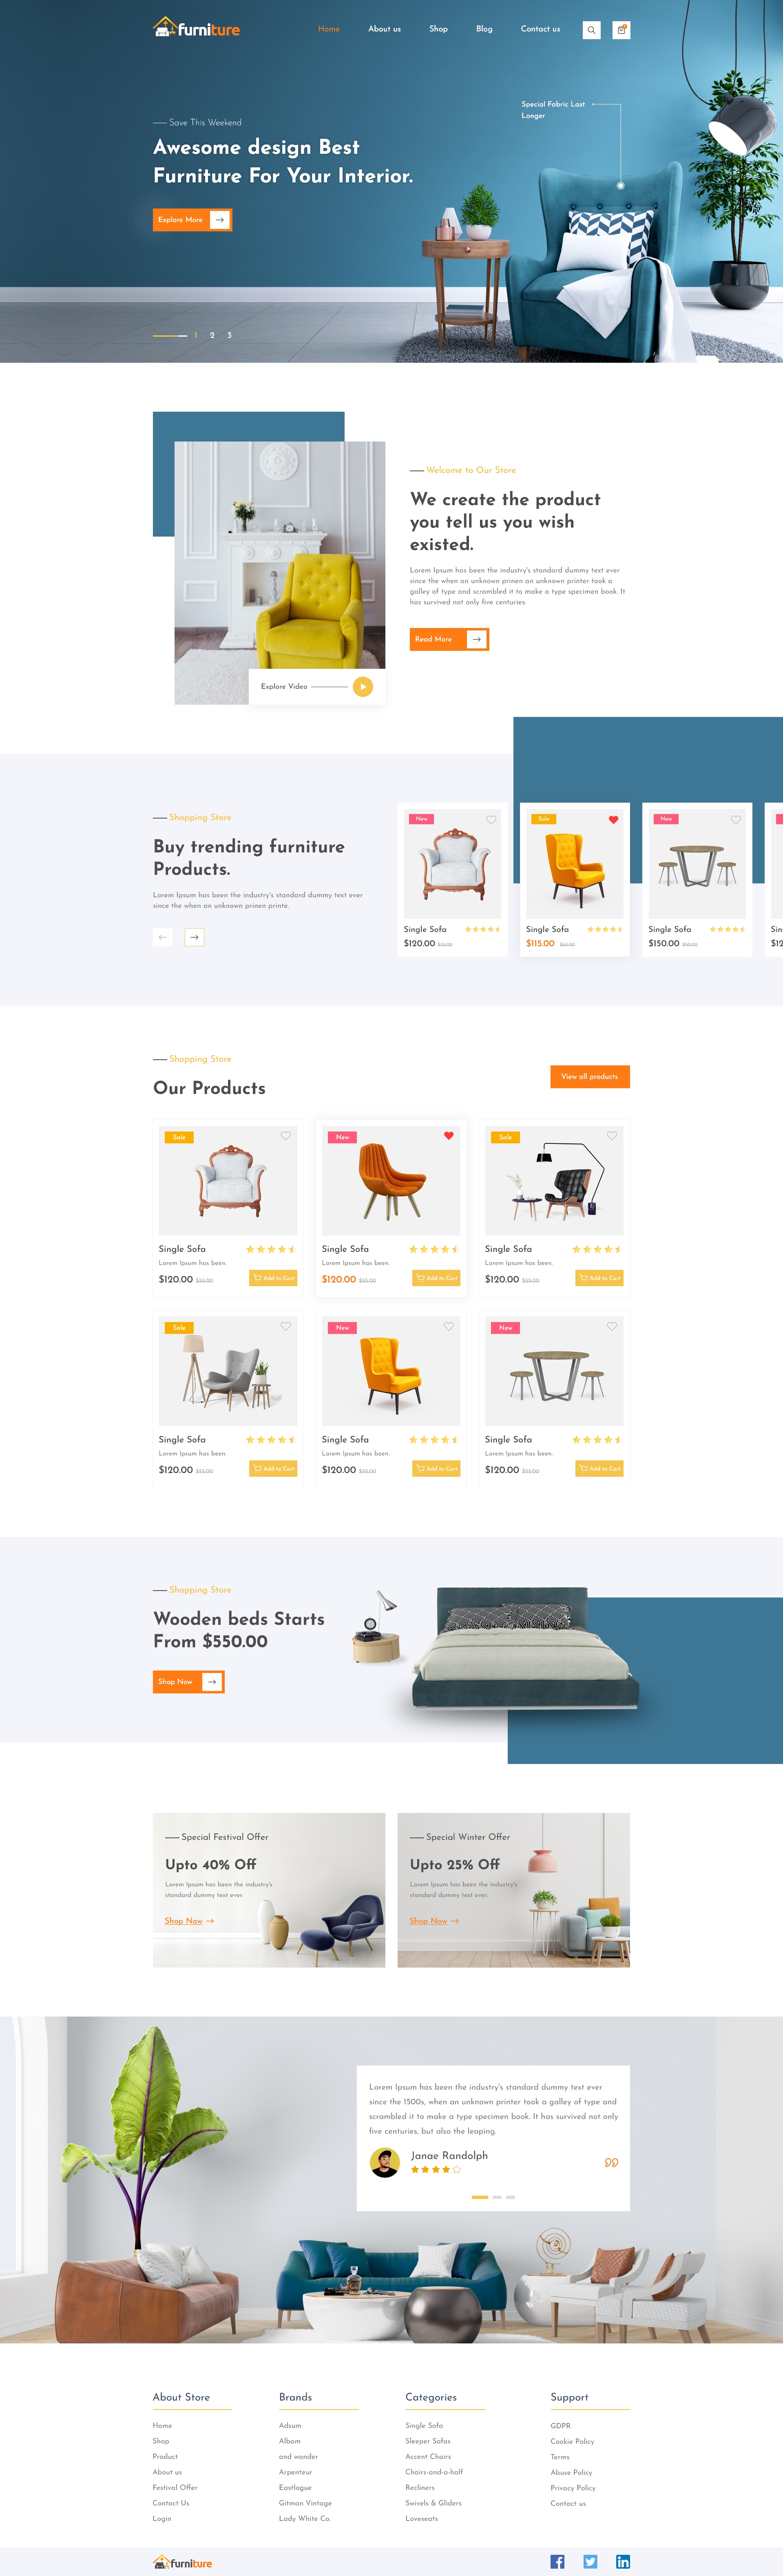 furniture
Home
About us
Shop
Blog
Contact us
Special Fabric Last
Longer
Save This Weekend
Awesome design Best
Furniture For Your Interior.
Explore More
1 2 3
Welcome to Our Store
We create the product
you tell us you wish
existed.
Lorem Ipsum has been the industry's standard dummy text ever
since the when an unknown prinen an unknown printer took a
galley of type and scrambled it to make a type specimen book. It
has survived not only five centuries.
Read More
Explore Video
Shopping Store
Buy trending furniture
Products.
Lorem Ipsum has been the industry's standard dummy text ever
since the when an unknown prinen printe.
New
Single Sofa
$120.00
Sale
Single Sofa
$115.00
New
Single Sofa
$150.00
Sin
$12
Shopping Store
Our Products
View all products
Sale
Single Sofa
Lorem Ipsum has been.
$120.00 $55.00
Add to Cart
New
Single Sofa
Lorem Ipsum has been.
$120.00 $55.00
Add to Cart
Sale
Single Sofa
Lorem Ipsum has been.
$120.00 $55.00
Add to Cart
Sale
Single Sofa
Lorem Ipsum has been.
$120.00 $55.00
Add to Cart
New
Single Sofa
Lorem Ipsum has been.
$120.00 $55.00
Add to Cart
New
Single Sofa
Lorem Ipsum has been.
$120.00 $55.00
Add to Cart
Shopping Store
Wooden beds Starts
From $550.00
Shop Now
Special Festival Offer
Upto 40% Off
Lorem Ipsum has been the industry's
standard dummy text ever.
Shop Now
Special Winter Offer
Upto 25% Off
Lorem Ipsum has been the industry's
standard dummy text ever.
Shop Now
Lorem Ipsum has been the industry's standard dummy text ever
since the 1500s, when an unknown printer took a galley of type and
scrambled it to make a type specimen book. It has survived not only
five centuries, but also the leaping.
Janae Randolph
About Store
Home
Shop
Product
About us
Festival Offer
Contact Us
Login
Brands
Adsum
Albam
and wander
Arpenteur
Eastlogue
Gitman Vintage
Lady White Co.
Categories
Single Sofa
Sleeper Sofas
Accent Chairs
Chairs-and-a-half
Recliners
Swivels & Gliders
Loveseats
Support
GDPR
Cookie Policy
Terms
Abuse Policy
Privacy Policy
Contact us
furniture